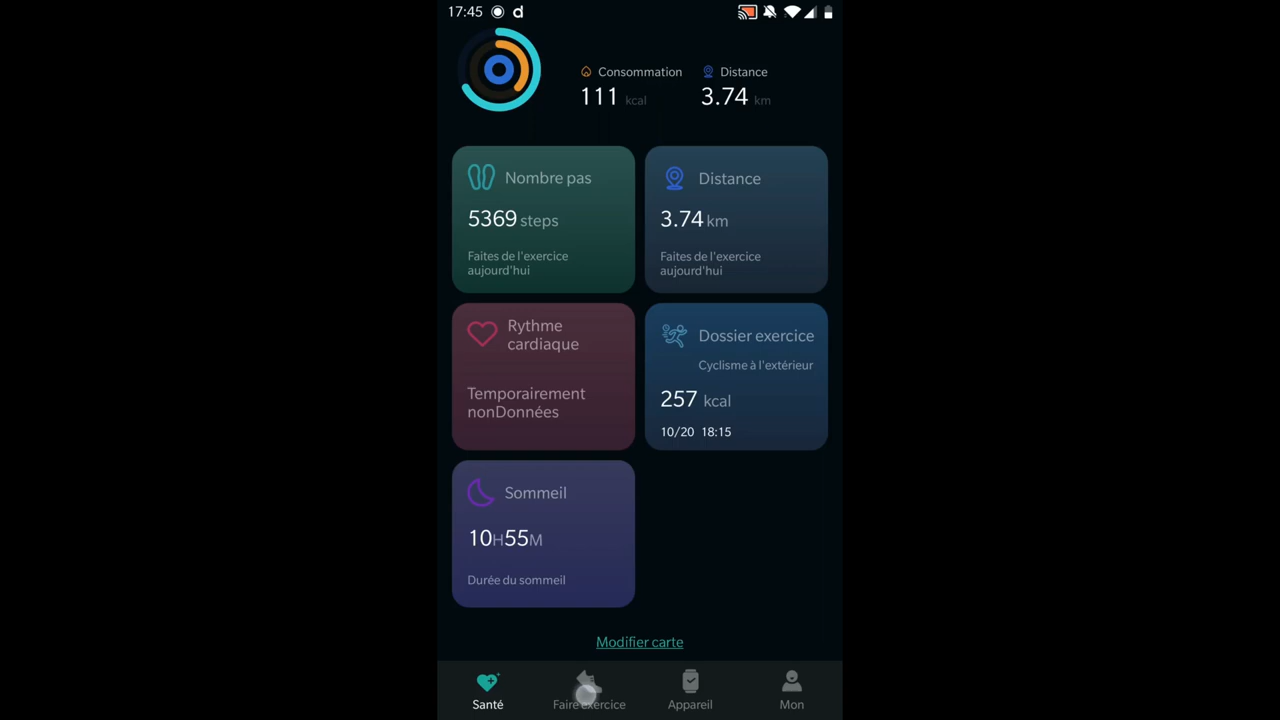 17:45
Consommation
Distance
111 kcal
3.74 km
Nombre pas
5369 steps
Faites de l'exercice
aujourd'hui
Distance
3.74 km
Faites de l'exercice
aujourd'hui
Rythme
cardiaque
Temporairement
nonDonnées
Dossier exercice
Cyclisme à l'extérieur
257 kcal
10/20 18:15
Sommeil
10H55M
Durée du sommeil
Modifier carte
Santé
Faire exercice
Appareil
Mon